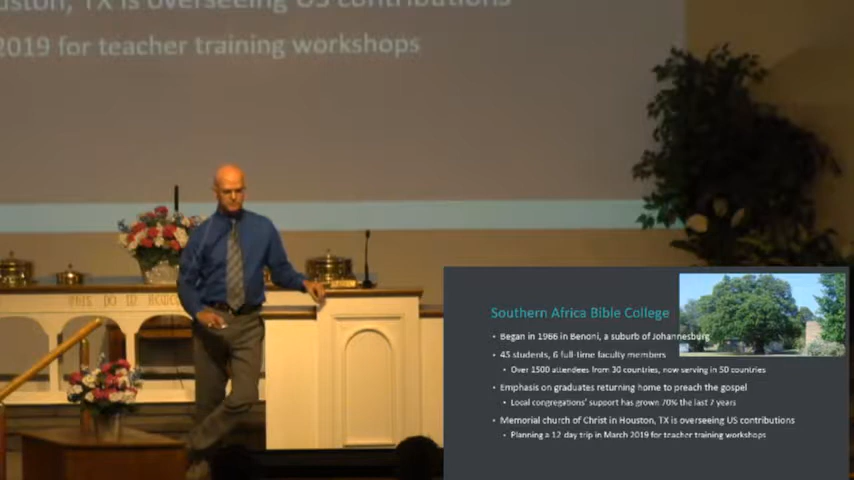 uston, TX is overseeing US contributions
2019 for teacher training workshops
THIS DO IN
Southern Africa Bible College
• Began in 1966 in Benoni, a suburb of Johannesburg
• 45 students, 6 full-time faculty members
• Over 1500 attendees from 30 countries, now serving in 50 countries
• Emphasis on graduates returning home to preach the gospel
• Local congregations' support has grown 70% the last 7 years
• Memorial church of Christ in Houston, TX is overseeing US contributions
• Planning a 12 day trip in March 2019 for teacher training workshops